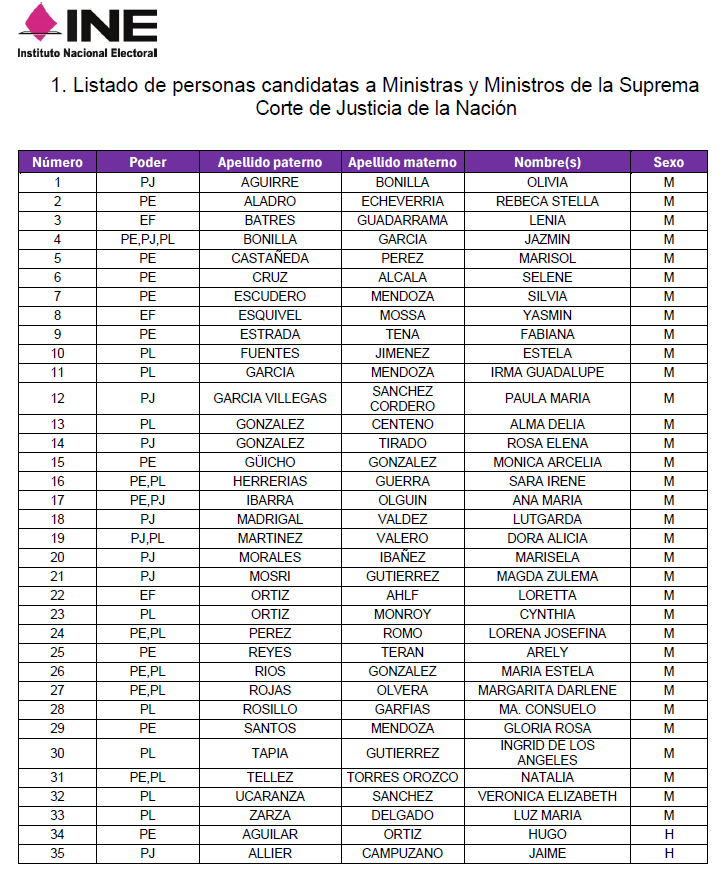 INE
Instituto Nacional Electoral
1. Listado de personas candidatas a Ministras y Ministros de la Suprema
Corte de Justicia de la Nación
Número Poder Apellido paterno Apellido materno Nombre(s) Sexo
1 PJ AGUIRRE BONILLA OLIVIA M
2 PE ALADRO ECHEVERRIA REBECA STELLA M
3 EF BATRES GUADARRAMA LENIA M
4 PE,PJ,PL BONILLA GARCIA JAZMIN M
5 PE CASTAÑEDA PEREZ MARISOL M
6 PE CRUZ ALCALA SELENE M
7 PE ESCUDERO MENDOZA SILVIA M
8 EF ESQUIVEL MOSSA YASMIN M
9 PE ESTRADA TENA FABIANA M
10 PL FUENTES JIMENEZ ESTELA M
11 PL GARCIA MENDOZA IRMA GUADALUPE M
12 PJ GARCIA VILLEGAS SANCHEZ CORDERO PAULA MARIA M
13 PL GONZALEZ CENTENO ALMA DELIA M
14 PJ GONZALEZ TIRADO ROSA ELENA M
15 PE GÜICHO GONZALEZ MONICA ARCELIA M
16 PE,PL HERRERIAS GUERRA SARA IRENE M
17 PE,PJ IBARRA OLGUIN ANA MARIA M
18 PJ MADRIGAL VALDEZ LUTGARDA M
19 PJ,PL MARTINEZ VALERO DORA ALICIA M
20 PJ MORALES IBAÑEZ MARISELA M
21 PJ MOSRI GUTIERREZ MAGDA ZULEMA M
22 EF ORTIZ AHLF LORETTA M
23 PL ORTIZ MONROY CYNTHIA M
24 PE,PL PEREZ ROMO LORENA JOSEFINA M
25 PE REYES TERAN ARELY M
26 PE,PL RIOS GONZALEZ MARIA ESTELA M
27 PE,PL ROJAS OLVERA MARGARITA DARLENE M
28 PL ROSILLO GARFIAS MA. CONSUELO M
29 PE SANTOS MENDOZA GLORIA ROSA M
30 PL TAPIA GUTIERREZ INGRID DE LOS ANGELES M
31 PE,PL TELLEZ TORRES OROZCO NATALIA M
32 PL UCARANZA SANCHEZ VERONICA ELIZABETH M
33 PL ZARZA DELGADO LUZ MARIA M
34 PE AGUILAR ORTIZ HUGO H
35 PJ ALLIER CAMPUZANO JAIME H